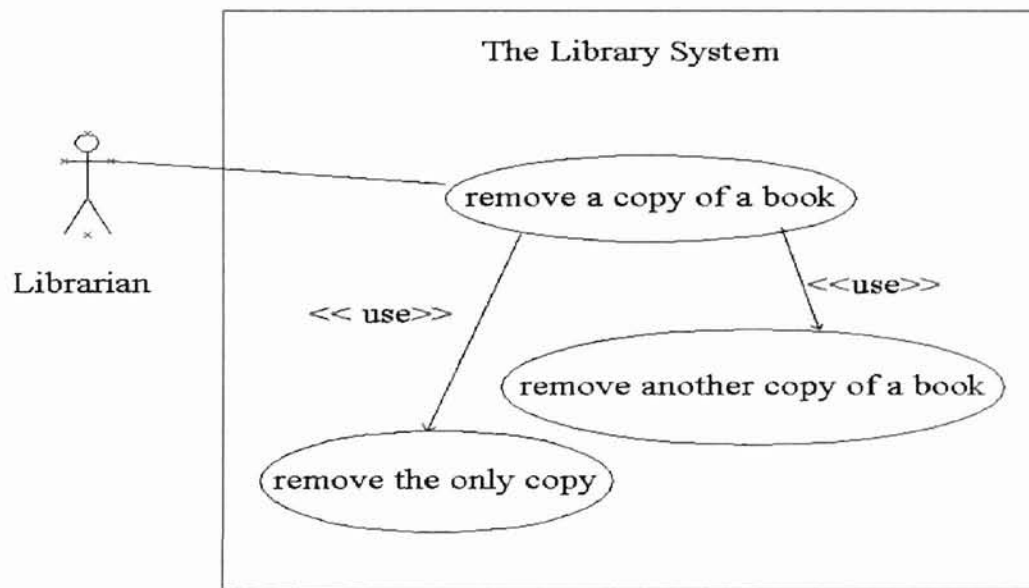 The Library System
remove a copy of a book
Librarian
<< use>>
<<use>>
remove another copy of a book
remove the only copy